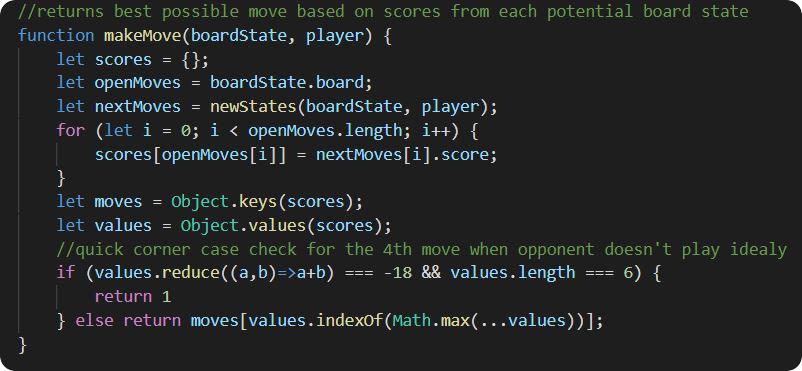 //returns best possible move based on scores from each potential board state
function makeMove(boardState, player) {
    let scores = {};
    let openMoves = boardState.board;
    let nextMoves = newStates(boardState, player);
    for (let i = 0; i < openMoves.length; i++) {
        scores[openMoves[i]] = nextMoves[i].score;
    }
    let moves = Object.keys(scores);
    let values = Object.values(scores);
    //quick corner case check for the 4th move when opponent doesn't play idealy
    if (values.reduce((a,b)=>a+b) === -18 && values.length === 6) {
        return 1
    } else return moves[values.indexOf(Math.max(...values))];
}